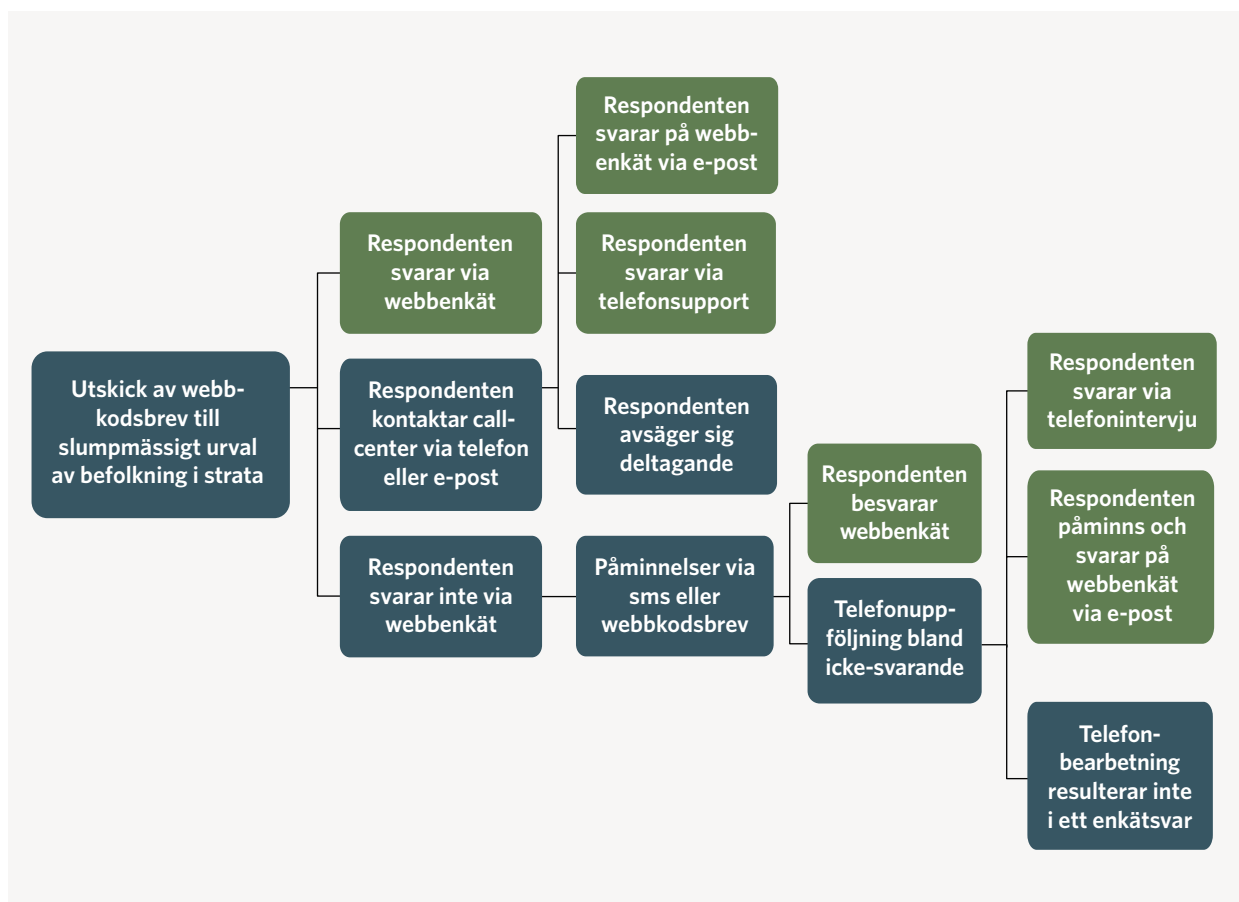 Utskick av webb-
kodsbrev till
slumpmässigt urval
av befolkning i strata
Respondenten
svarar via
webbenkät
Respondenten
kontaktar call-
center via telefon
eller e-post
Respondenten
svarar inte via
webbenkät
Respondenten
svarar på webb-
enkät via e-post
Respondenten
svarar via
telefonsupport
Respondenten
avsäger sig
deltagande
Påminnelser via
sms eller
webbkodsbrev
Respondenten
besvarar
webbenkät
Telefonupp-
följning bland
icke-svarande
Respondenten
svarar via
telefonintervju
Respondenten
påminns och
svarar på
webbenkät
via e-post
Telefon-
bearbetning
resulterar inte
i ett enkätsvar